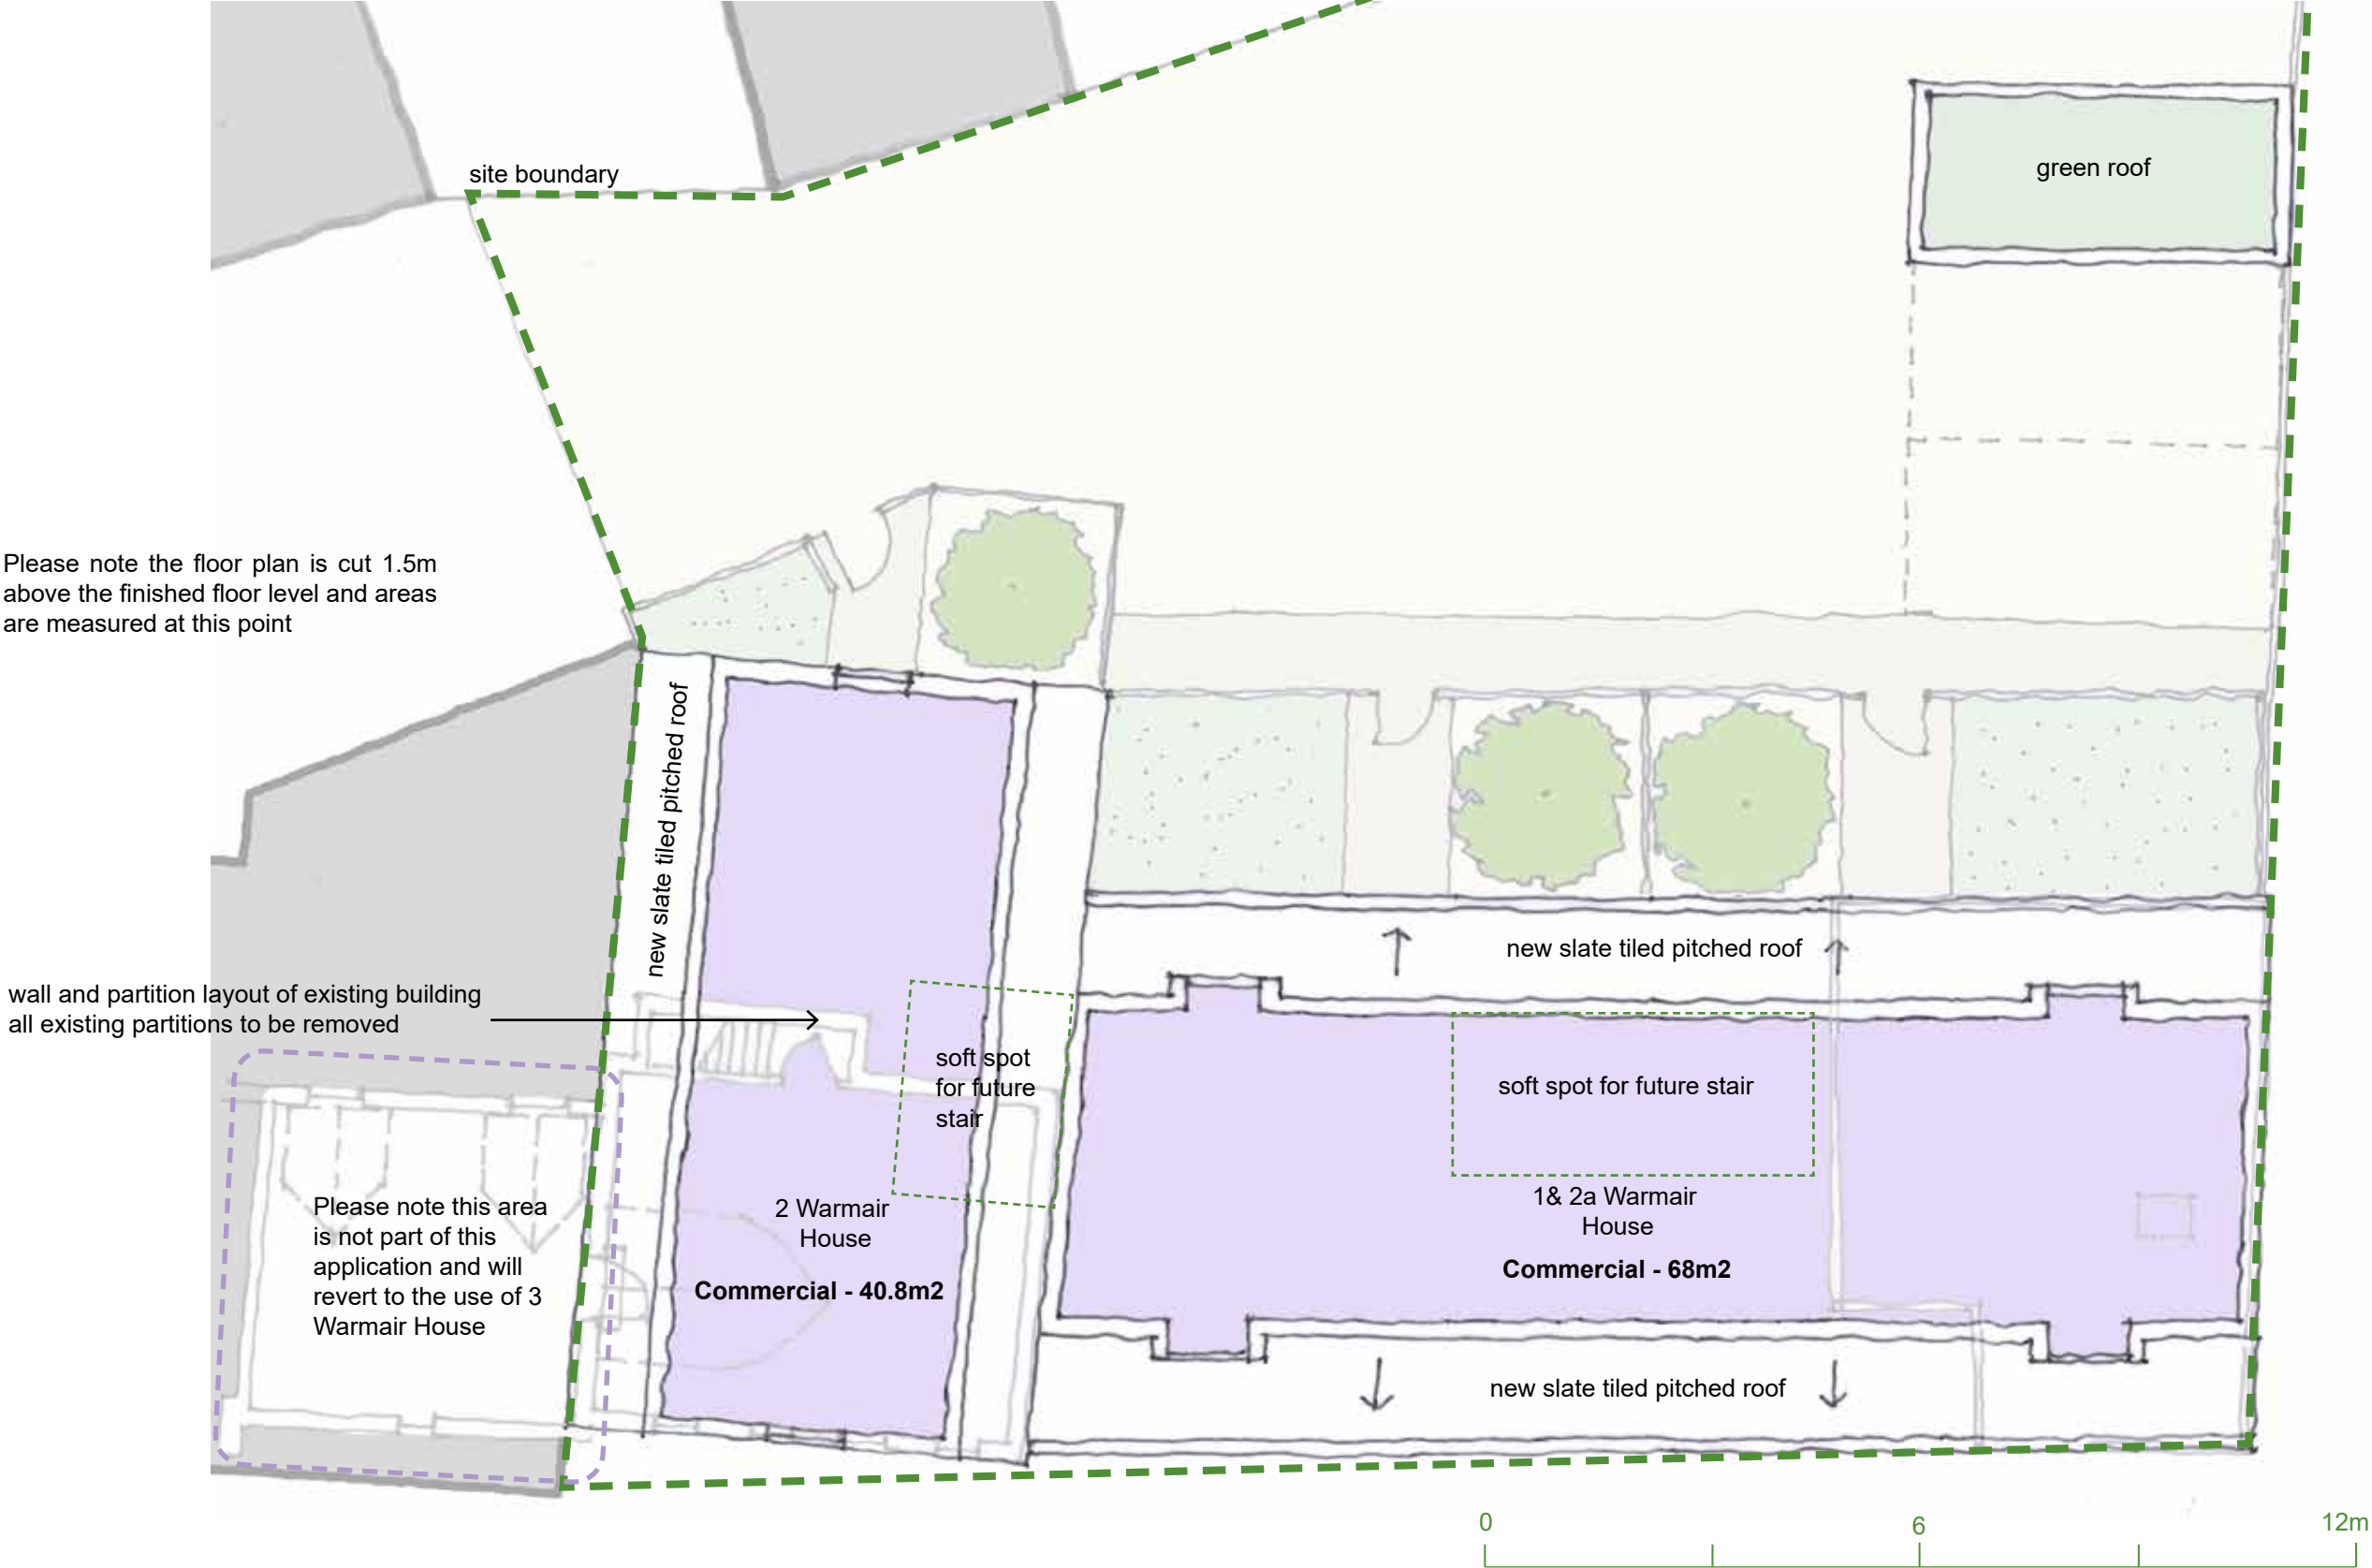 site boundary
green roof
Please note the floor plan is cut 1.5m
above the finished floor level and areas
are measured at this point
new slate tiled pitched roof
new slate tiled pitched roof
wall and partition layout of existing building
all existing partitions to be removed
soft spot
for future
stair
soft spot for future stair
Please note this area
is not part of this
application and will
revert to the use of 3
Warmair House
2 Warmair
House
Commercial - 40.8m2
1& 2a Warmair
House
Commercial - 68m2
new slate tiled pitched roof
0
6
12m